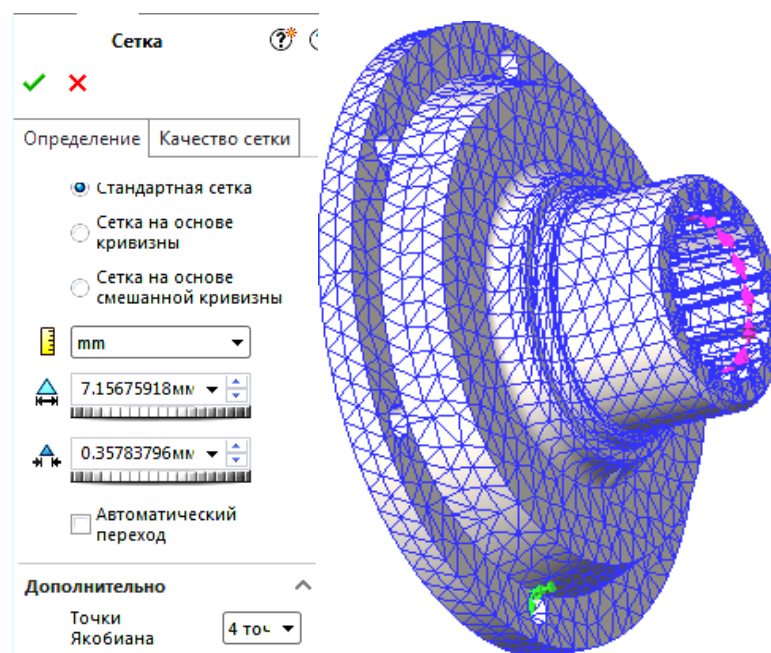 Сетка
Определение Качество сетки
Стандартная сетка
Сетка на основе
кривизны
Сетка на основе
смешанной кривизны
mm
7.15675918мм
0.35783796мм
Автоматический
переход
Дополнительно
Точки
Якобиана
4 точ